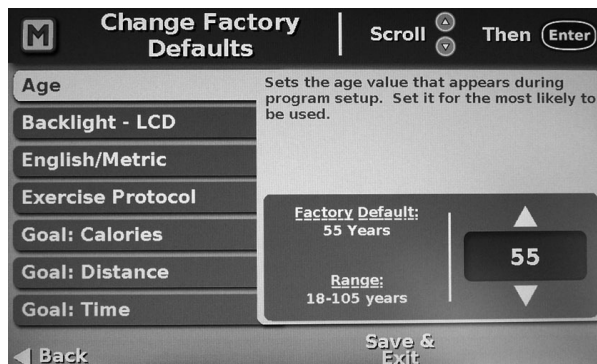 M
Change Factory
Defaults
Scroll
Then Enter
Age
Backlight - LCD
English/Metric
Exercise Protocol
Goal: Calories
Goal: Distance
Goal: Time
Sets the age value that appears during
program setup. Set it for the most likely to
be used.
Factory Default:
55 Years
Range:
18-105 years
55
Back
Save &
Exit